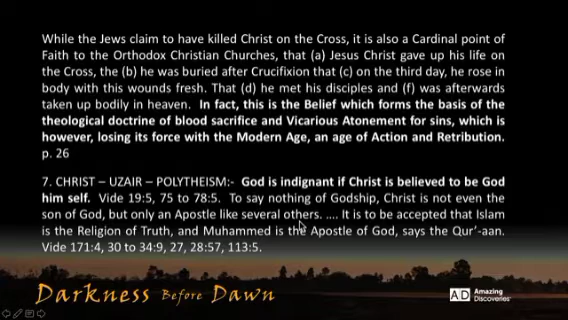 While the Jews claim to have killed Christ on the Cross, it is also a Cardinal point of
Faith to the Orthodox Christian Churches, that (a) Jesus Christ gave up his life on
the Cross, the (b) he was buried after Crucifixion that (c) on the third day, he rose in
body with this wounds fresh. That (d) he met his disciples and (f) was afterwards
taken up bodily in heaven. In fact, this is the Belief which forms the basis of the
theological doctrine of blood sacrifice and Vicarious Atonement for sins, which is
however, losing its force with the Modern Age, an age of Action and Retribution.
p. 26
7. CHRIST – UZAIR – POLYTHEISM:- God is indignant if Christ is believed to be God
him self. Vide 19:5, 75 to 78:5. To say nothing of Godship, Christ is not even the
son of God, but only an Apostle like several others. .... It is to be accepted that Islam
is the Religion of Truth, and Muhammed is the Apostle of God, says the Qur'-aan.
Vide 171:4, 30 to 34:9, 27, 28:57, 113:5.
Darkness Before Dawn
AD Amazing
Discoveries